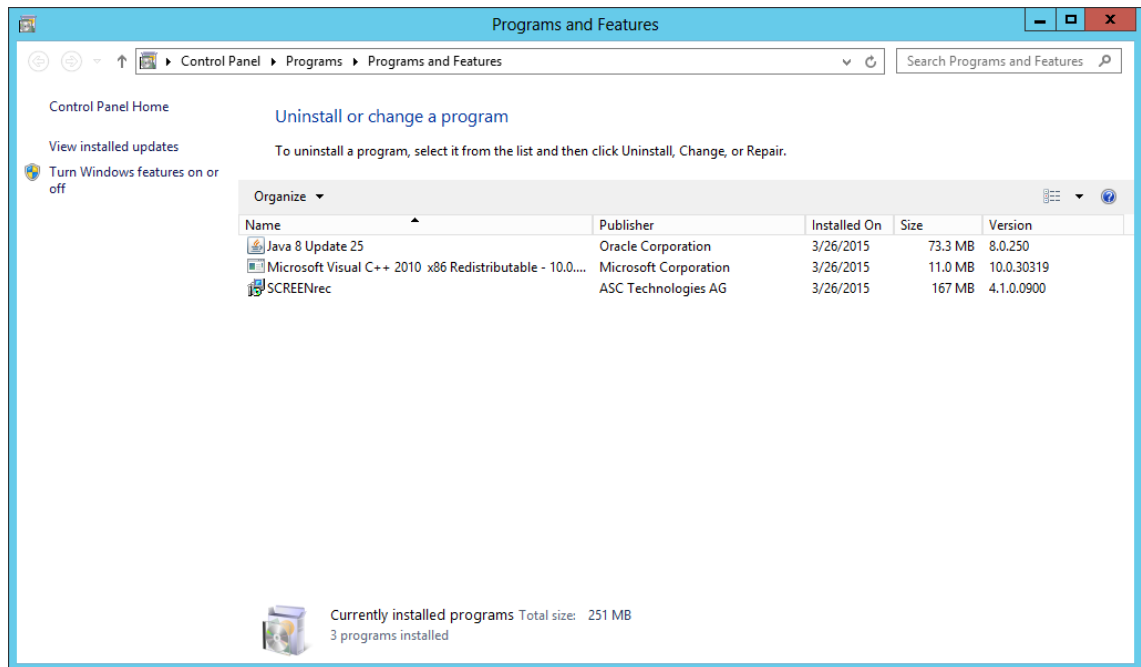 Programs and Features
Control Panel Programs Programs and Features
Search Programs and Features
Control Panel Home
View installed updates
Turn Windows features on or
off
Uninstall or change a program
To uninstall a program, select it from the list and then click Uninstall, Change, or Repair.
Organize
Name Publisher Installed On Size Version
Java 8 Update 25 Oracle Corporation 3/26/2015 73.3 MB 8.0.250
Microsoft Visual C++ 2010 x86 Redistributable - 10.0.... Microsoft Corporation 3/26/2015 11.0 MB 10.0.30319
SCREENrec ASC Technologies AG 3/26/2015 167 MB 4.1.0.0900
Currently installed programs Total size: 251 MB
3 programs installed